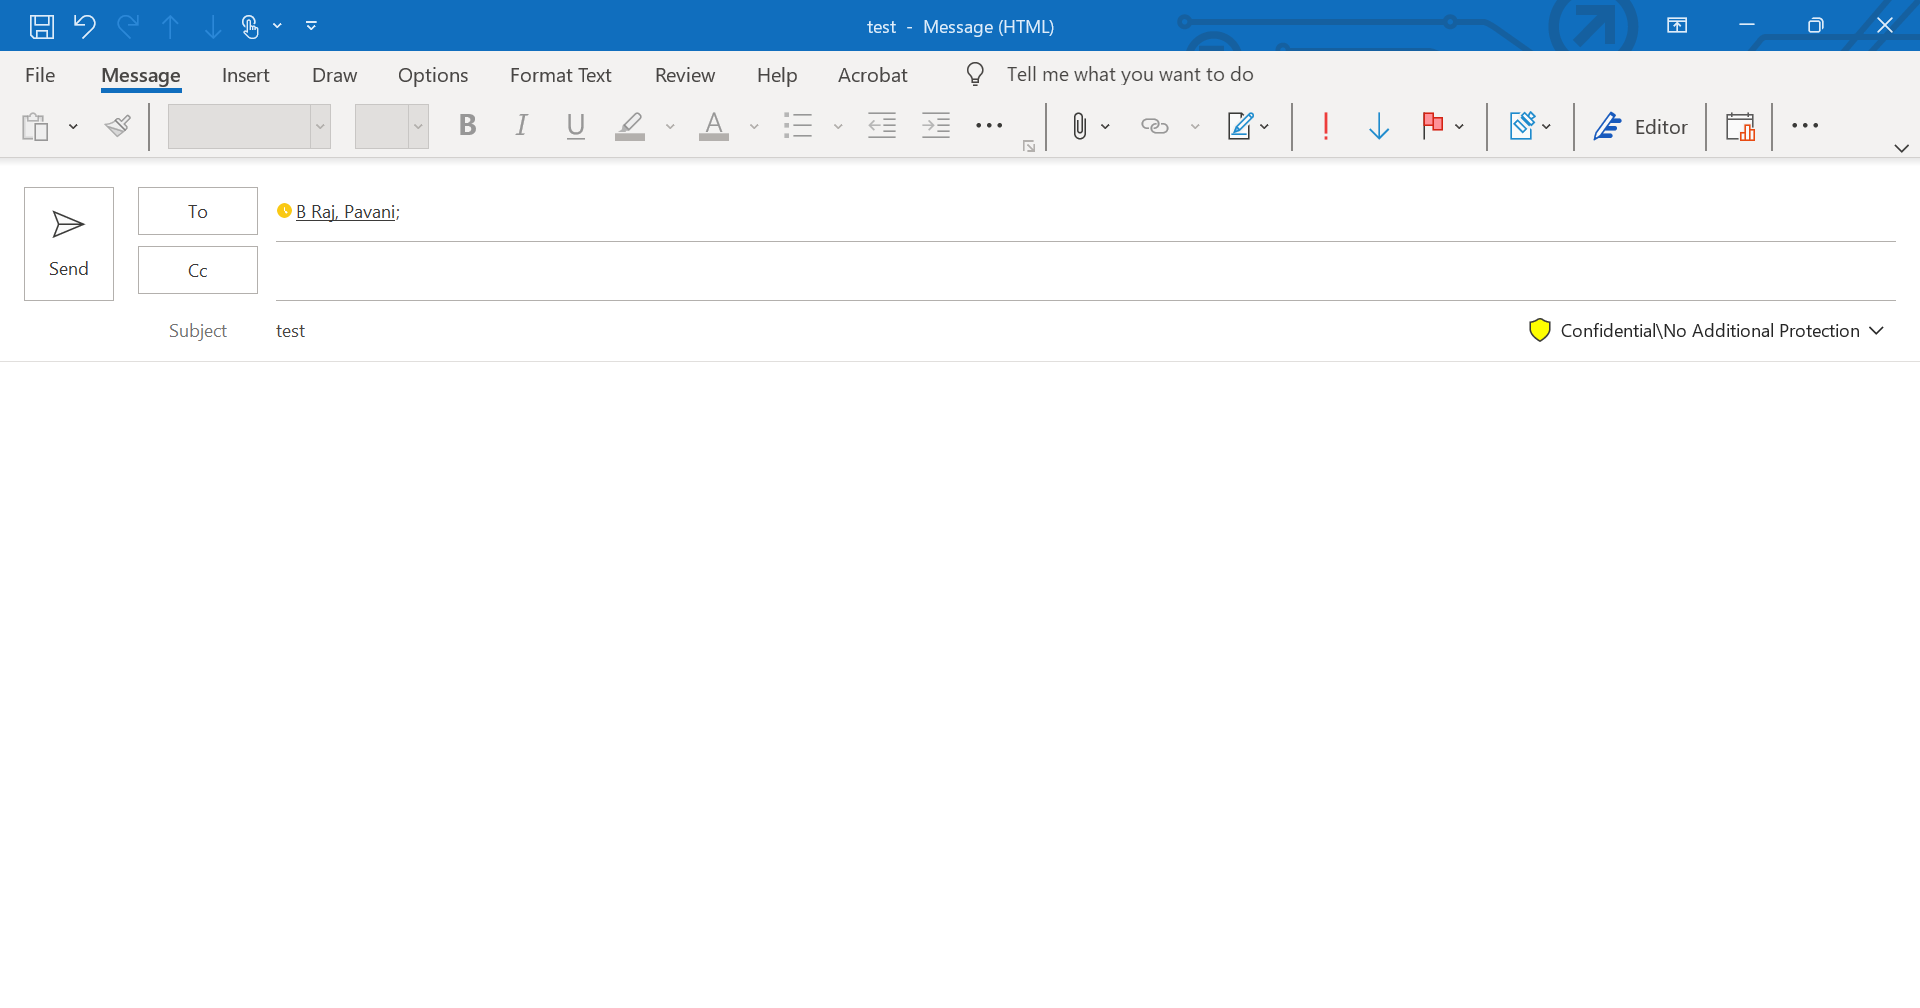 test - Message (HTML)
File Message Insert Draw Options Format Text Review Help Acrobat Tell me what you want to do
B I U A Editor
To B Raj, Pavani;
Send
Cc
Subject test Confidential\No Additional Protection